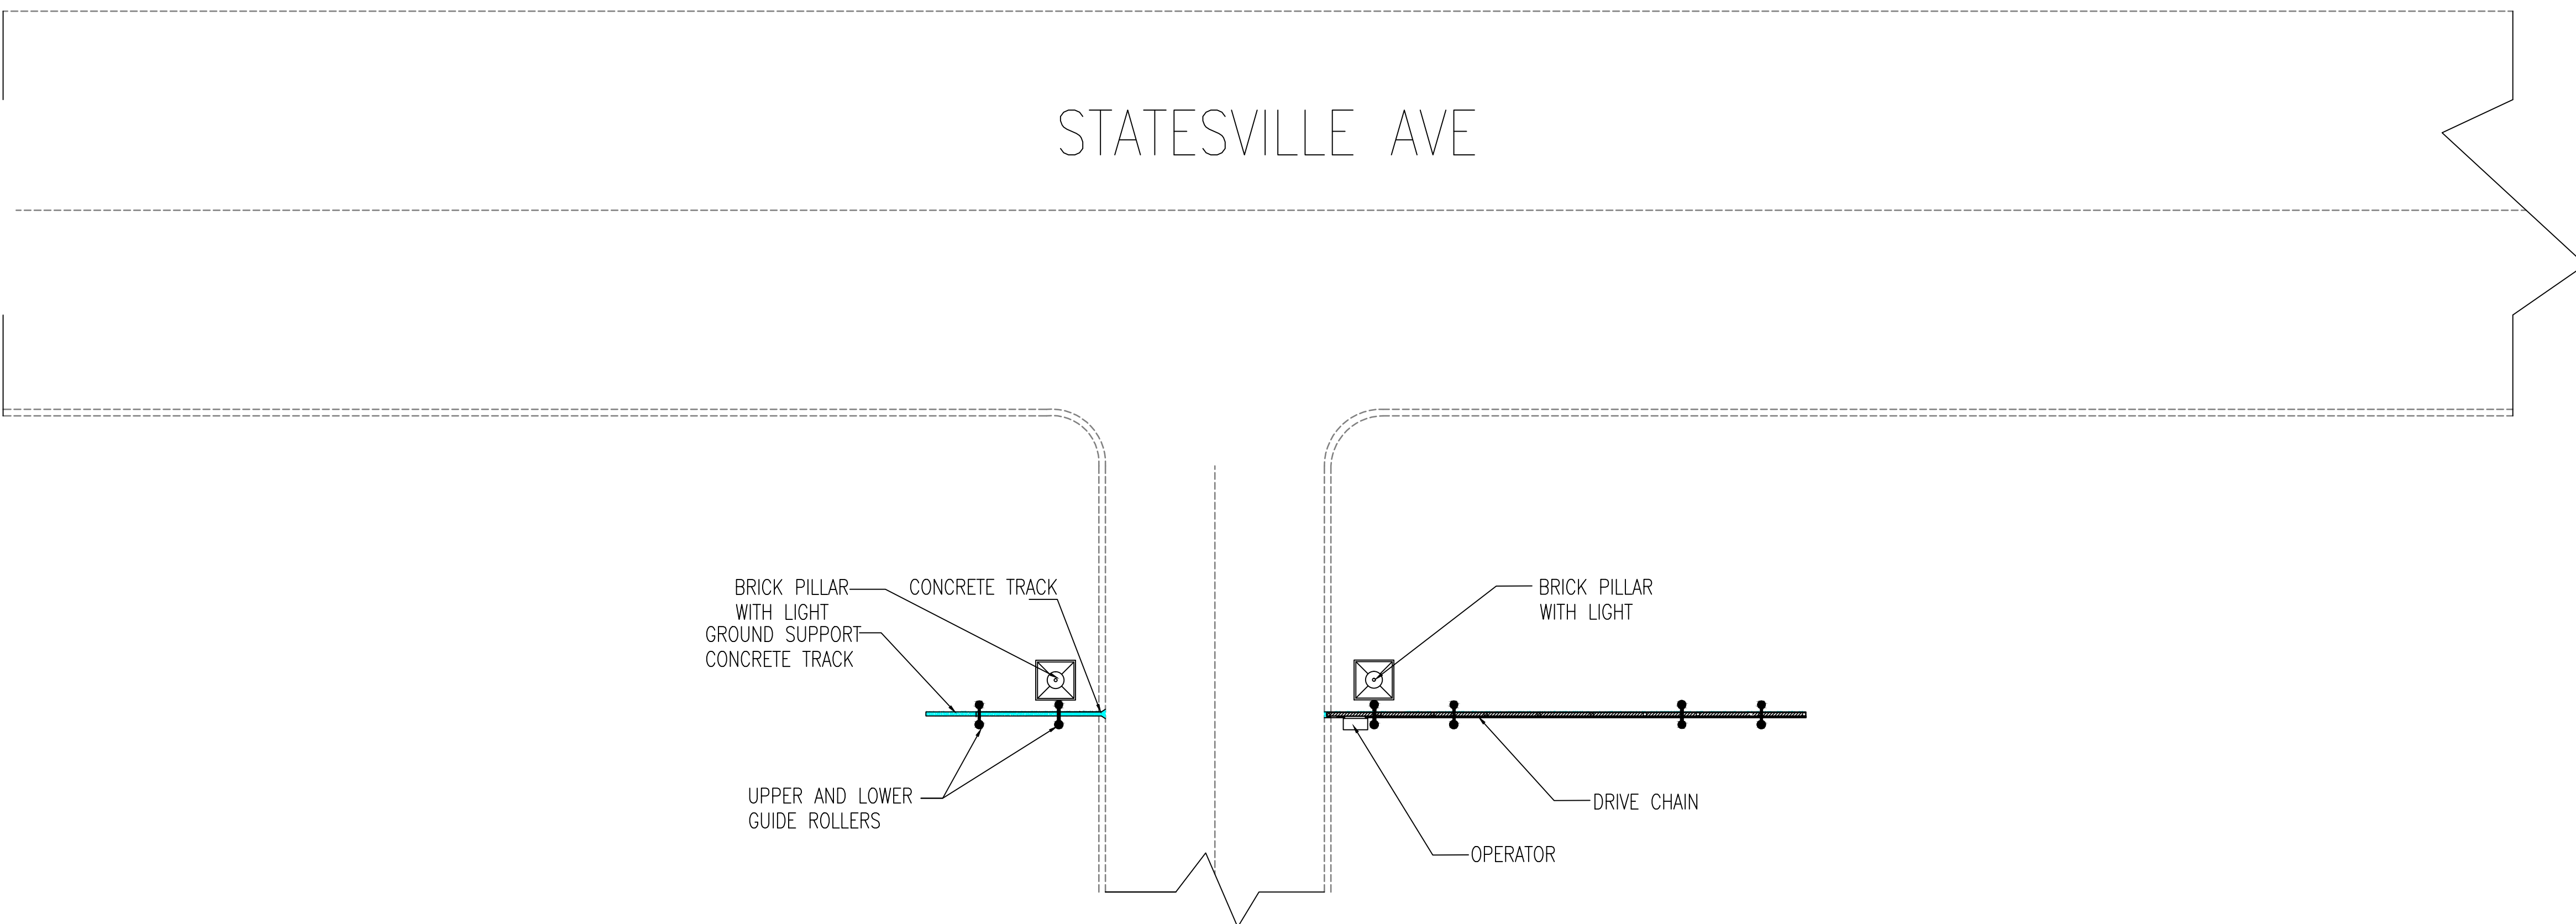 STATESVILLE AVE
BRICK PILLAR
WITH LIGHT
CONCRETE TRACK
GROUND SUPPORT
CONCRETE TRACK
BRICK PILLAR
WITH LIGHT
UPPER AND LOWER
GUIDE ROLLERS
DRIVE CHAIN
OPERATOR